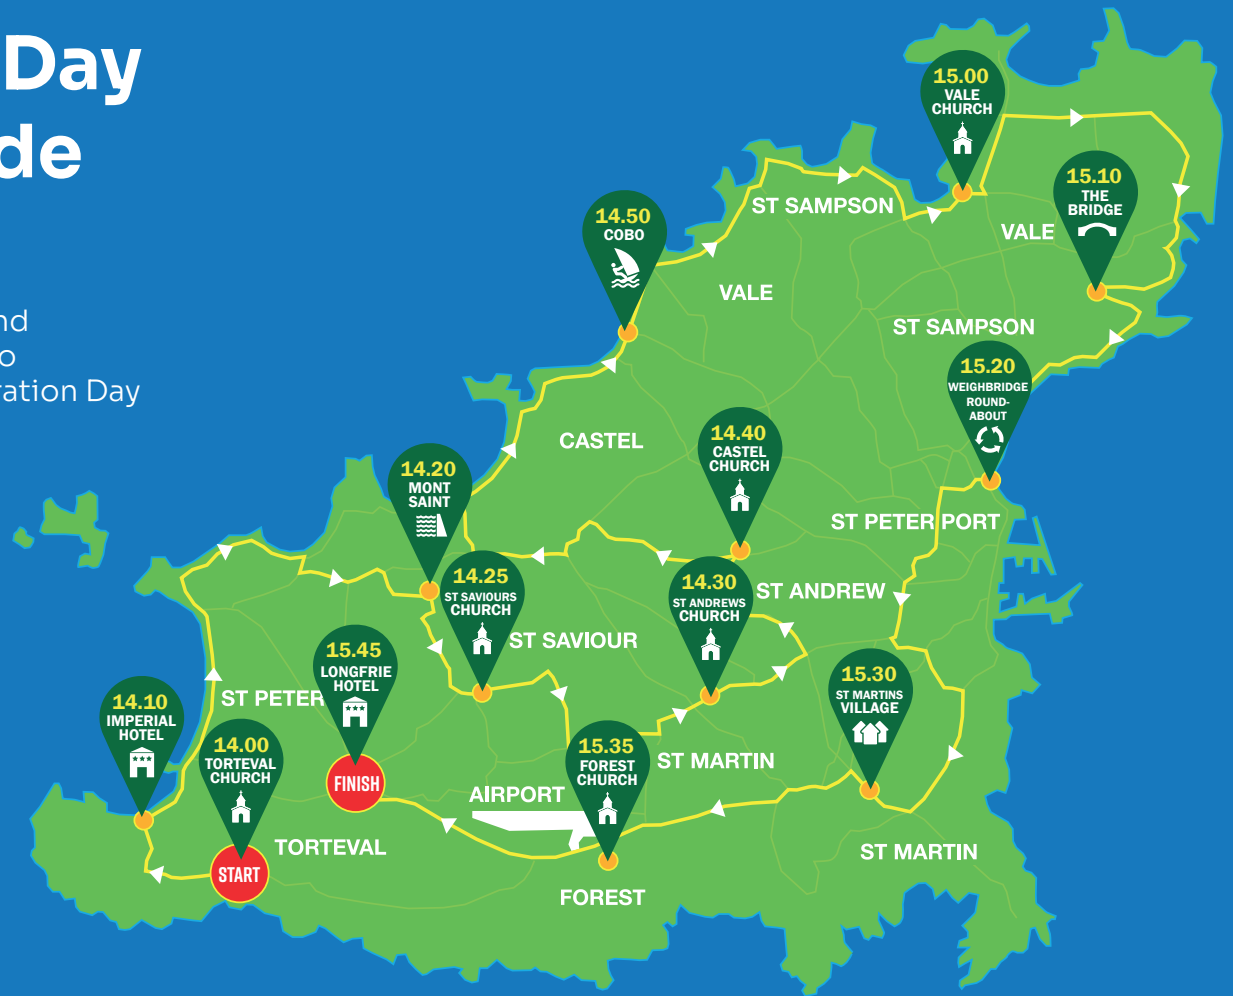 Day
de
nd
o
ration Day
15.00
VALE
CHURCH
15.10
THE
BRIDGE
14.50
COBO
ST SAMPSON
VALE
VALE
ST SAMPSON
15.20
WEIGHBRIDGE
ROUND-
ABOUT
CASTEL
14.40
CASTEL
CHURCH
14.20
MONT
SAINT
ST PETER PORT
14.25
ST SAVIOURS
CHURCH
14.30
ST ANDREWS
CHURCH
ST ANDREW
ST SAVIOUR
15.45
LONGFRIE
HOTEL
15.30
ST MARTINS
VILLAGE
14.10
IMPERIAL
HOTEL
ST PETER
14.00
TORTEVAL
CHURCH
15.35
FOREST
CHURCH
ST MARTIN
FINISH
AIRPORT
TORTEVAL
ST MARTIN
START
FOREST